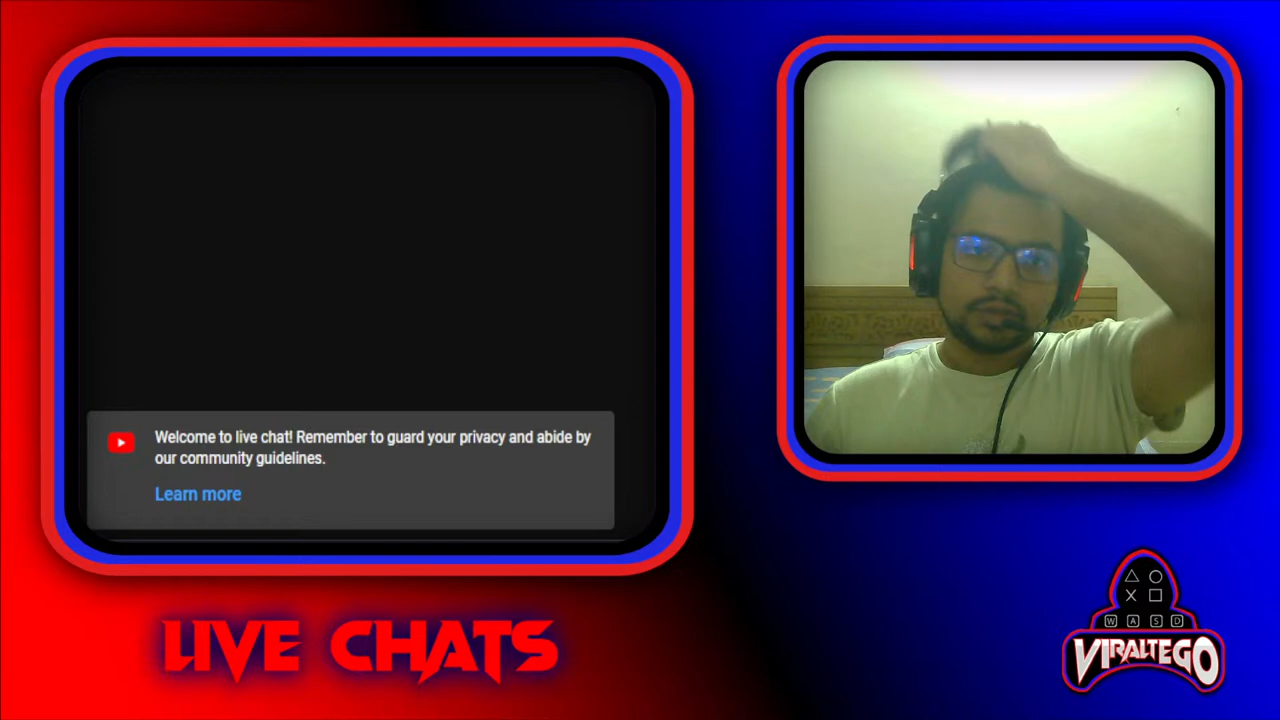 Welcome to live chat! Remember to guard your privacy and abide by
our community guidelines.
Learn more
LIVE CHATS
W A S D
VIRALTEGO